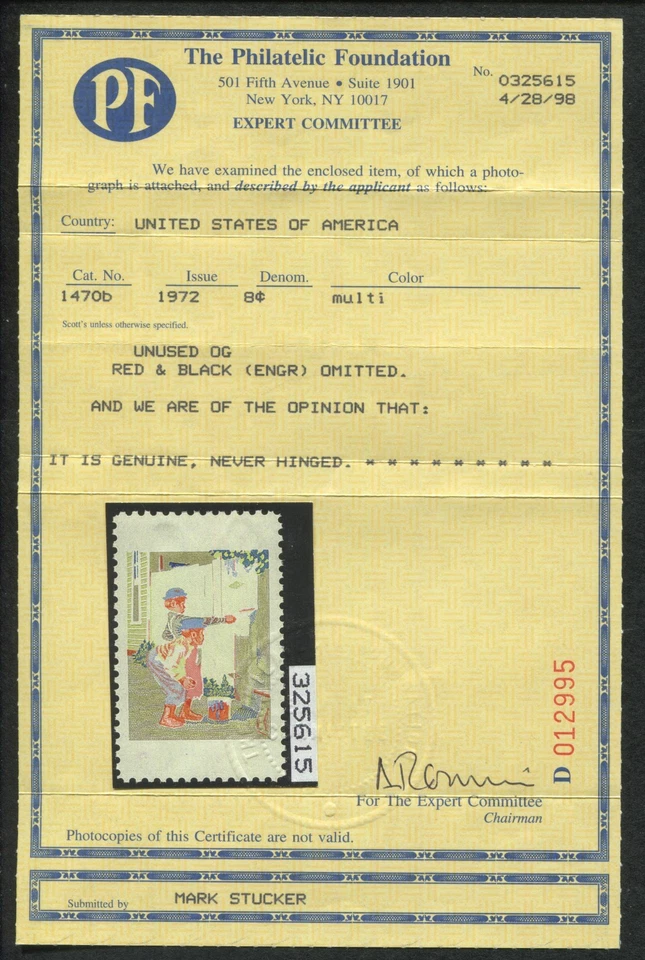 PF
The Philatelic Foundation
501 Fifth Avenue • Suite 1901
New York, NY 10017
EXPERT COMMITTEE
No. 0325615
4/28/98
We have examined the enclosed item, of which a photo-
graph is attached, and described by the applicant as follows:
Country: UNITED STATES OF AMERICA
Cat. No. Issue Denom. Color
1470b 1972 8¢ multi
Scott's unless otherwise specified.
UNUSED OG
RED & BLACK (ENGR) OMITTED.
AND WE ARE OF THE OPINION THAT:
IT IS GENUINE, NEVER HINGED. * * * * * * * * *
325615
D 012995
For The Expert Committee
Chairman
Photocopies of this Certificate are not valid.
Submitted by MARK STUCKER